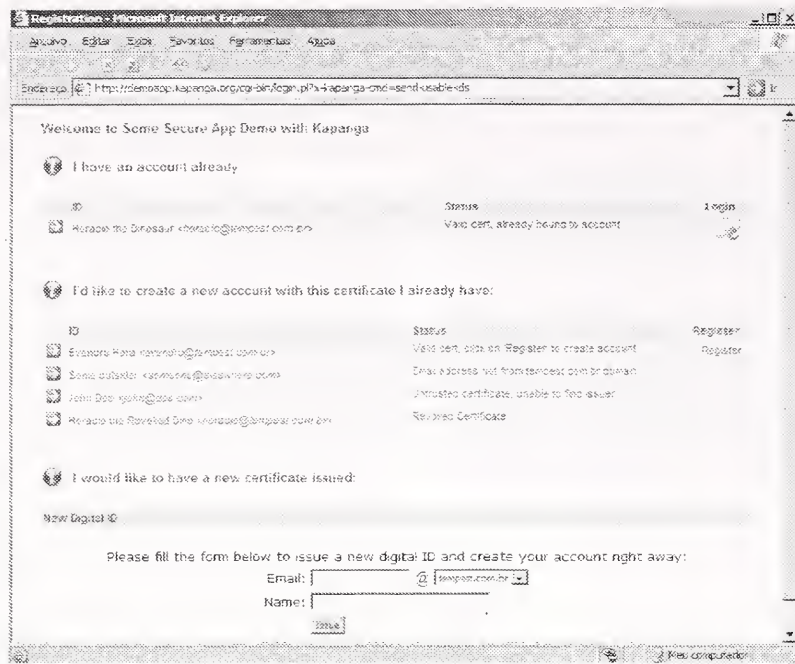 Registration - Microsoft Internet Explorer
Arquivo Editar Exibir Favoritos Ferramentas Ajuda
Endereço http://demoapp.kapanga.org/cgi-bin/login.pl?x-kapanga-cmd=send-usable-ids Ir
Welcome to Some Secure App Demo with Kapanga
I have an account already
ID Status Login
Horacio the Dinosaur <horacio@tempest.com.br> Valid cert, already bound to account
I'd like to create a new account with this certificate I already have:
ID Status Register
Evandro Hora <evandro@tempest.com.br> Valid cert, click on 'Register' to create account Register
Some outsider Email address not from tempest.com.br domain
John Doe Untrusted certificate, unable to find issuer
Horacio the Revoked Dino <horacio@tempest.com.br> Revoked Certificate
I would like to have a new certificate issued:
New Digital ID
Please fill the form below to issue a new digital ID and create your account right away:
Email: @ tempest.com.br
Name:
Issue
Meu computador